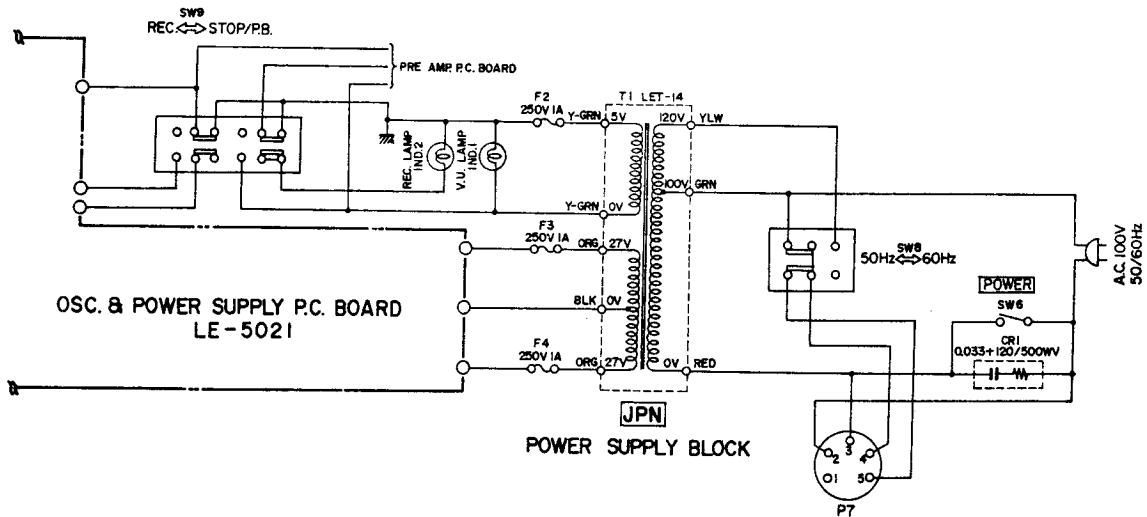 SW9
REC.⇔STOP/P.B.
PRE AMP. P.C. BOARD
F2
250V 1A
Y-GRN
5V
T1 LET-14
120V
YLW
REC. LAMP
IND.2
V.U. LAMP
IND.1
100V
GRN
Y-GRN
0V
F3
250V 1A
ORG
27V
SW8
50Hz⇔60Hz
A.C. 100V
50/60Hz
OSC. & POWER SUPPLY P.C. BOARD
LE-5021
BLK
0V
POWER
SW6
F4
250V 1A
ORG
27V
0V
RED
CR1
0.033+120/500WV
JPN
POWER SUPPLY BLOCK
2
3
4
1
5
P7